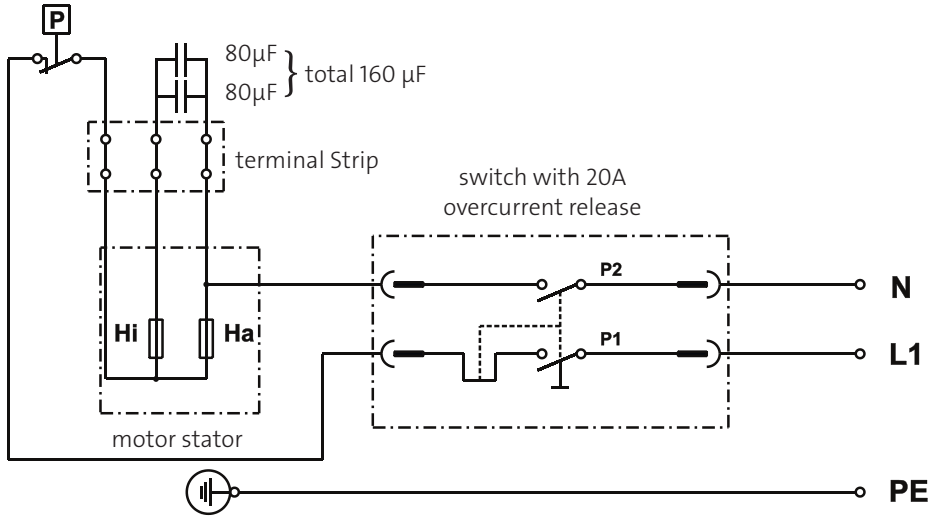 P
80µF
80µF
total 160 µF
terminal Strip
switch with 20A
overcurrent release
P2
N
Hi
Ha
P1
L1
motor stator
PE